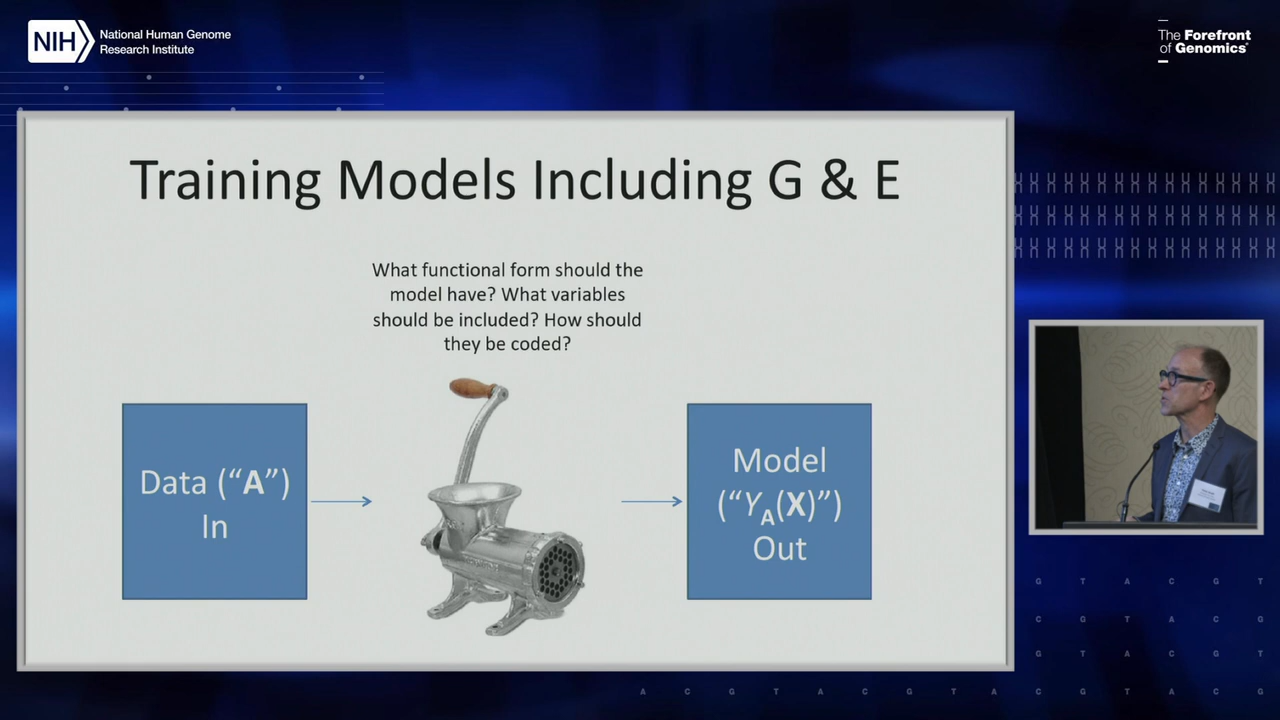 NIH
National Human Genome
Research Institute
The Forefront
of Genomics®
Training Models Including G & E
What functional form should the
model have? What variables
should be included? How should
they be coded?
Data (“A”)
In
Model
(“YA(X)”)
Out
G T A C G T
C G T A C G
G T A C G T
A C G T A C G T A C G T A C G